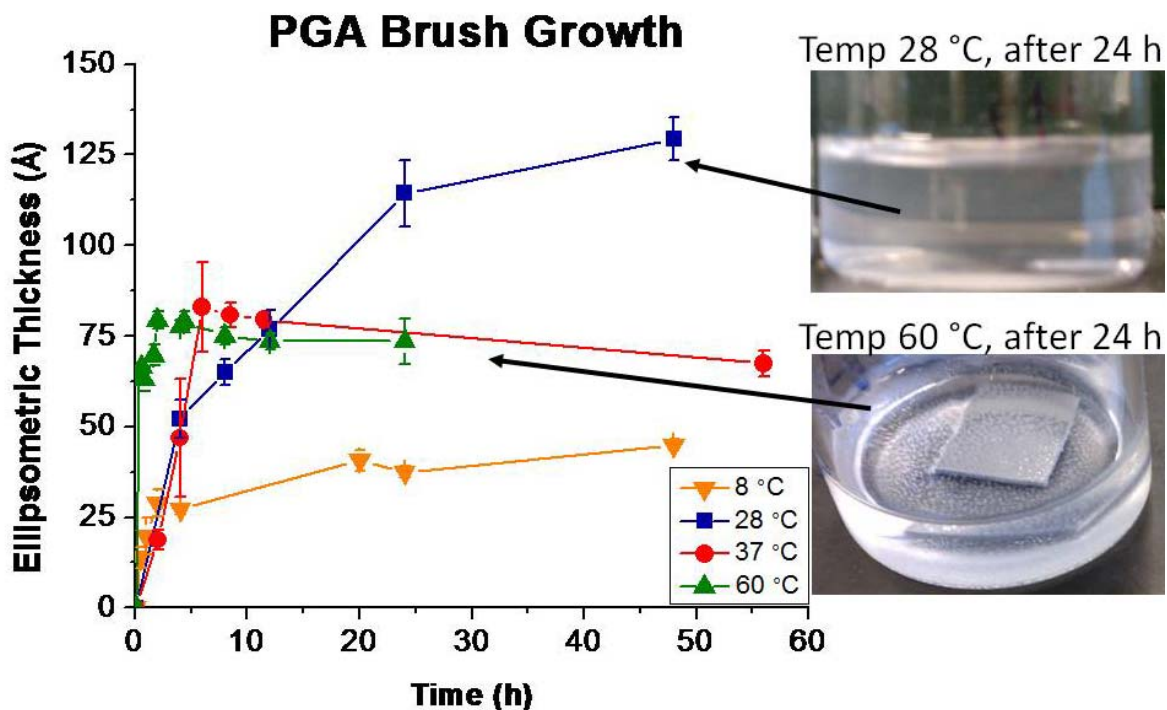 PGA Brush Growth
Temp 28 °C, after 24 h
150
125
100
75
50
25
0
Ellipsometric Thickness (Å)
8 °C
28 °C
37 °C
60 °C
0 10 20 30 40 50 60
Time (h)
Temp 60 °C, after 24 h